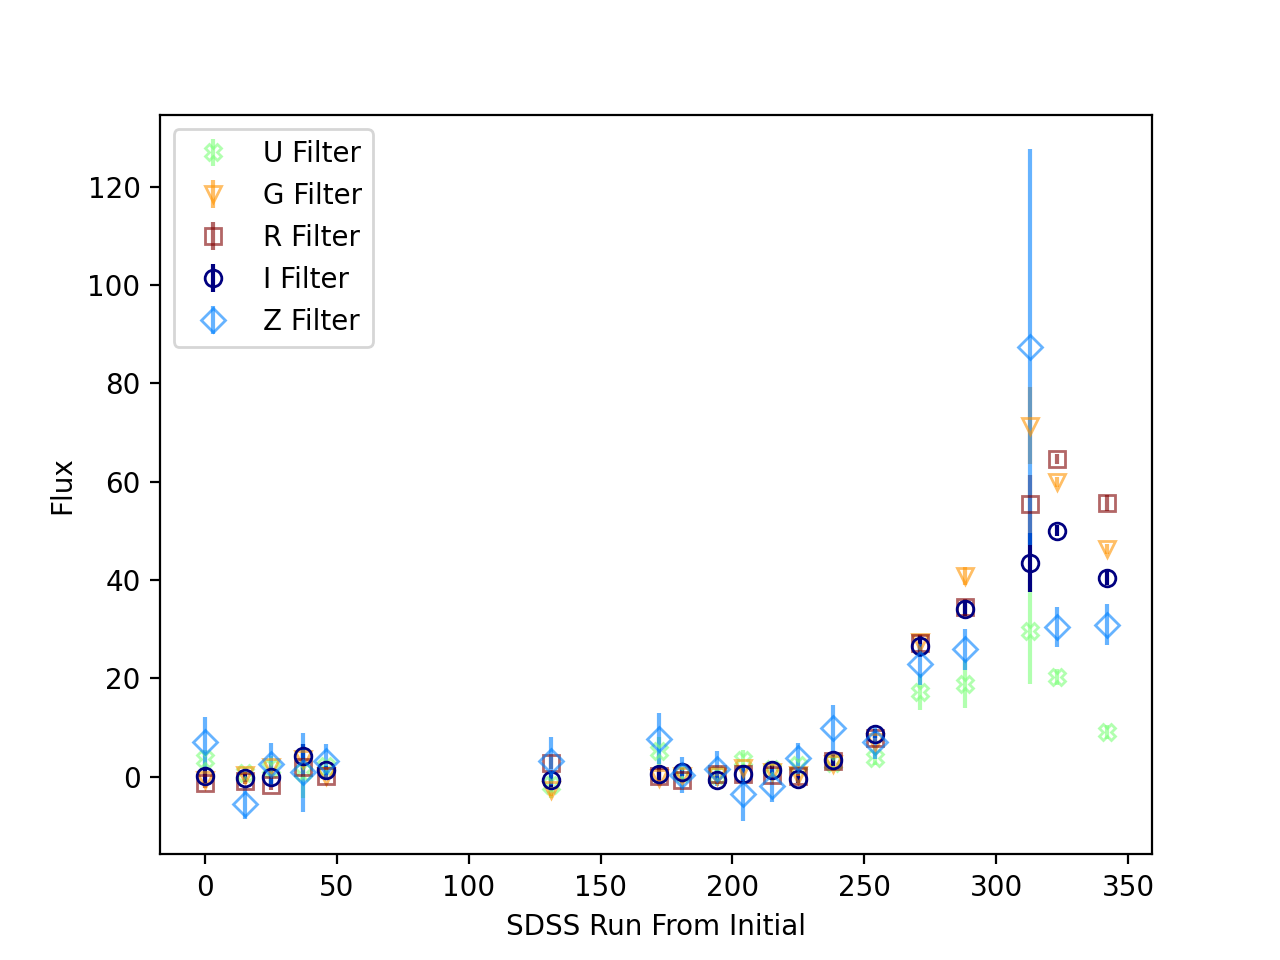 U Filter
G Filter
R Filter
I Filter
Z Filter
120
100
80
60
40
20
0
Flux
0 50 100 150 200 250 300 350
SDSS Run From Initial